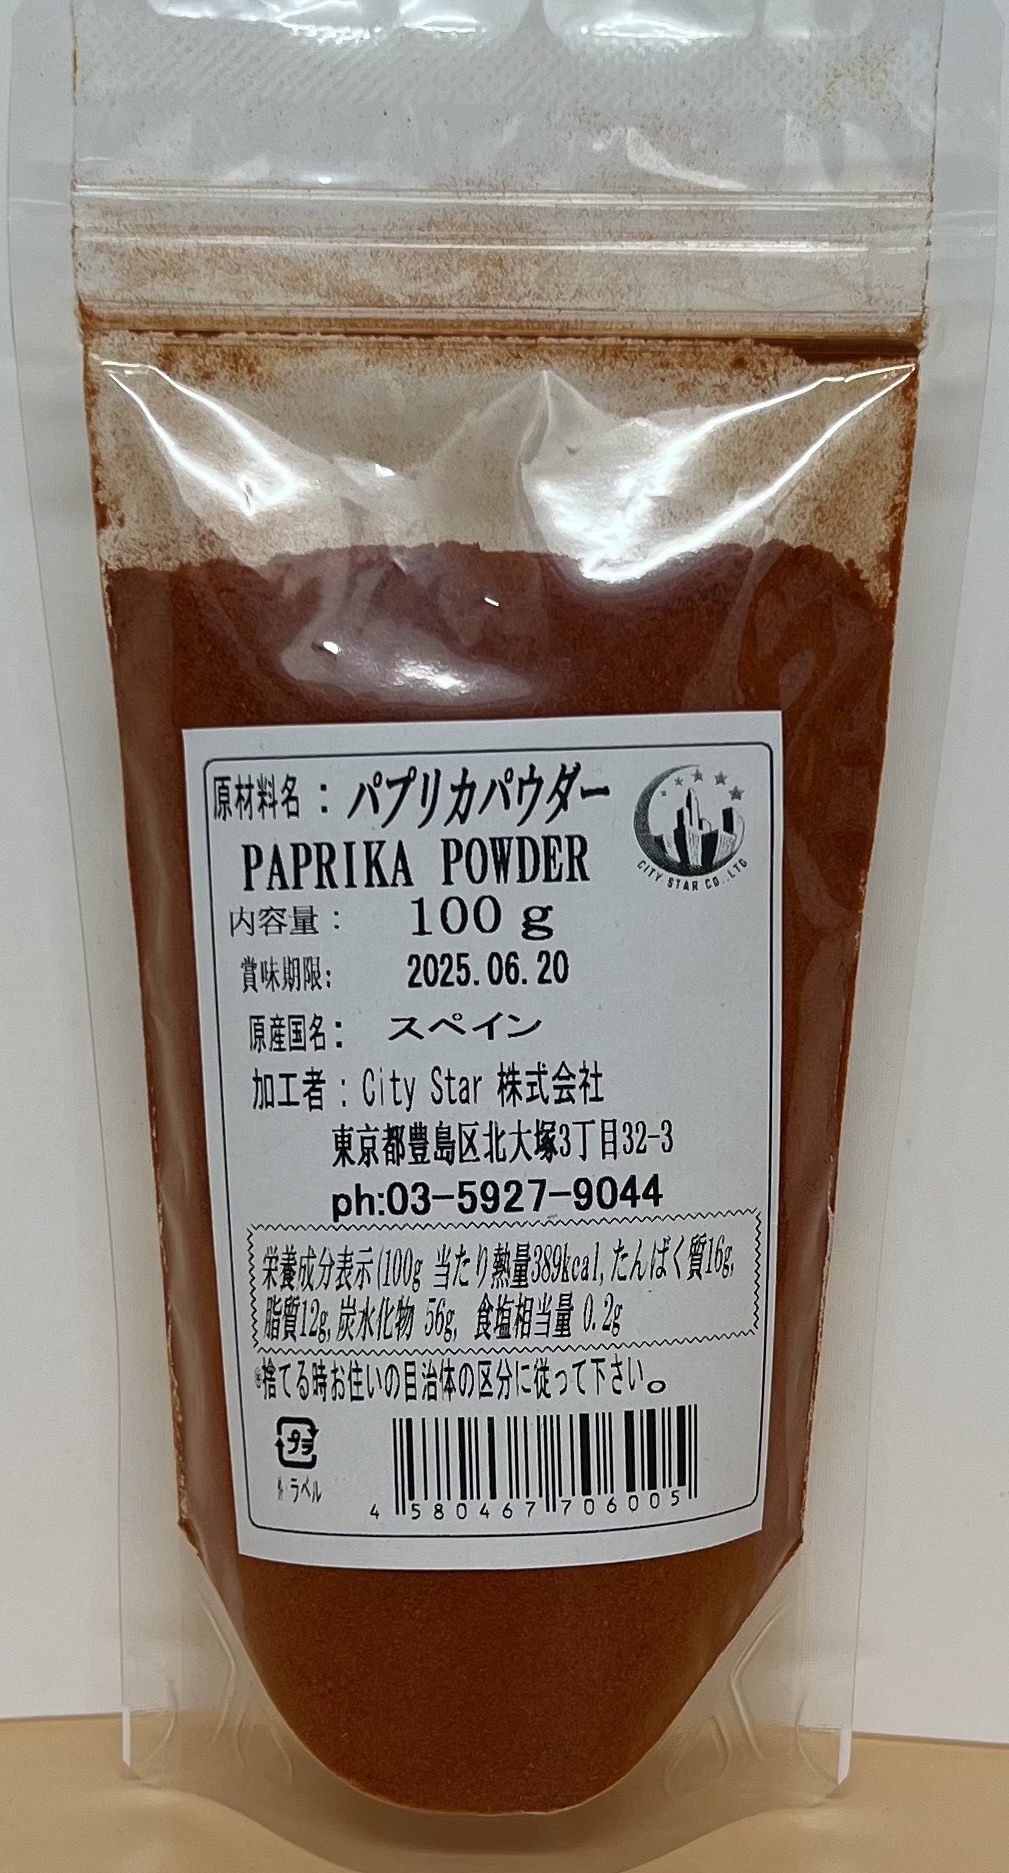 原材料名：パプリカパウダー
PAPRIKA POWDER
CITY STAR CO.,LTD
内容量： 100 g
賞味期限: 2025.06.20
原産国名: スペイン
加工者：City Star 株式会社
東京都豊島区北大塚3丁目32-3
ph:03-5927-9044
栄養成分表示(100g 当たり熱量389kcal, たんぱく質16g,
脂質12g, 炭水化物 56g, 食塩相当量 0.2g
※捨てる時お住いの自治体の区分に従って下さい。
プラ
ラベル
4 580467 706005